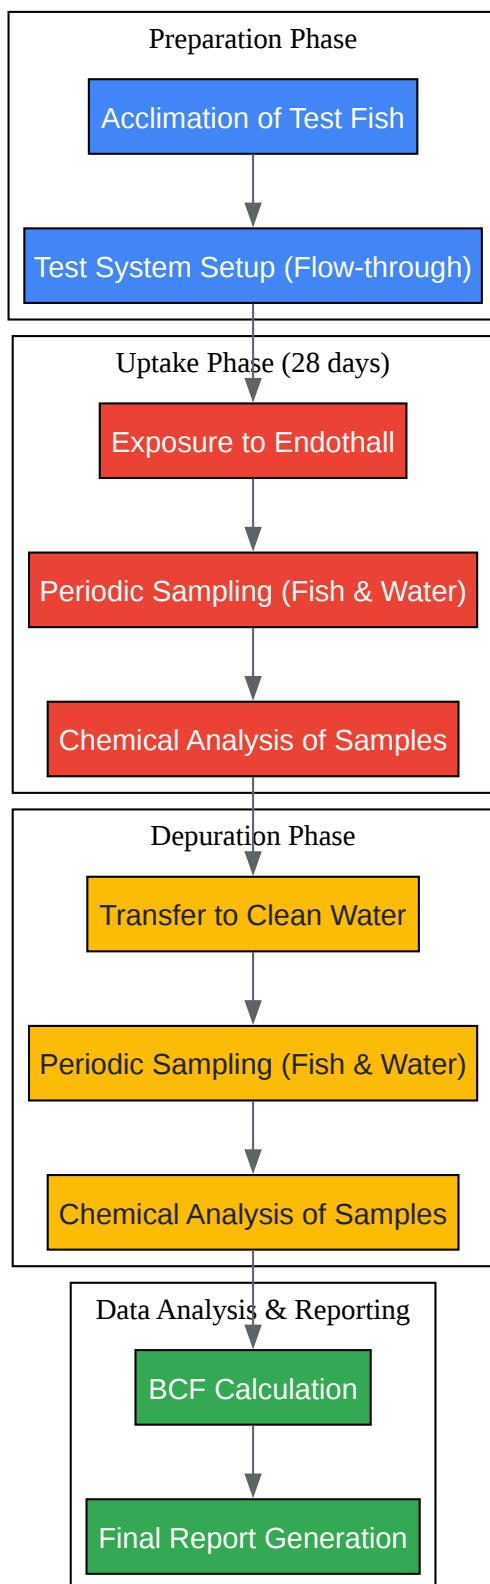 Preparation Phase
Acclimation of Test Fish
Test System Setup (Flow-through)
Uptake Phase (28 days)
Exposure to Endothall
Periodic Sampling (Fish & Water)
Chemical Analysis of Samples
Depuration Phase
Transfer to Clean Water
Periodic Sampling (Fish & Water)
Chemical Analysis of Samples
Data Analysis & Reporting
BCF Calculation
Final Report Generation